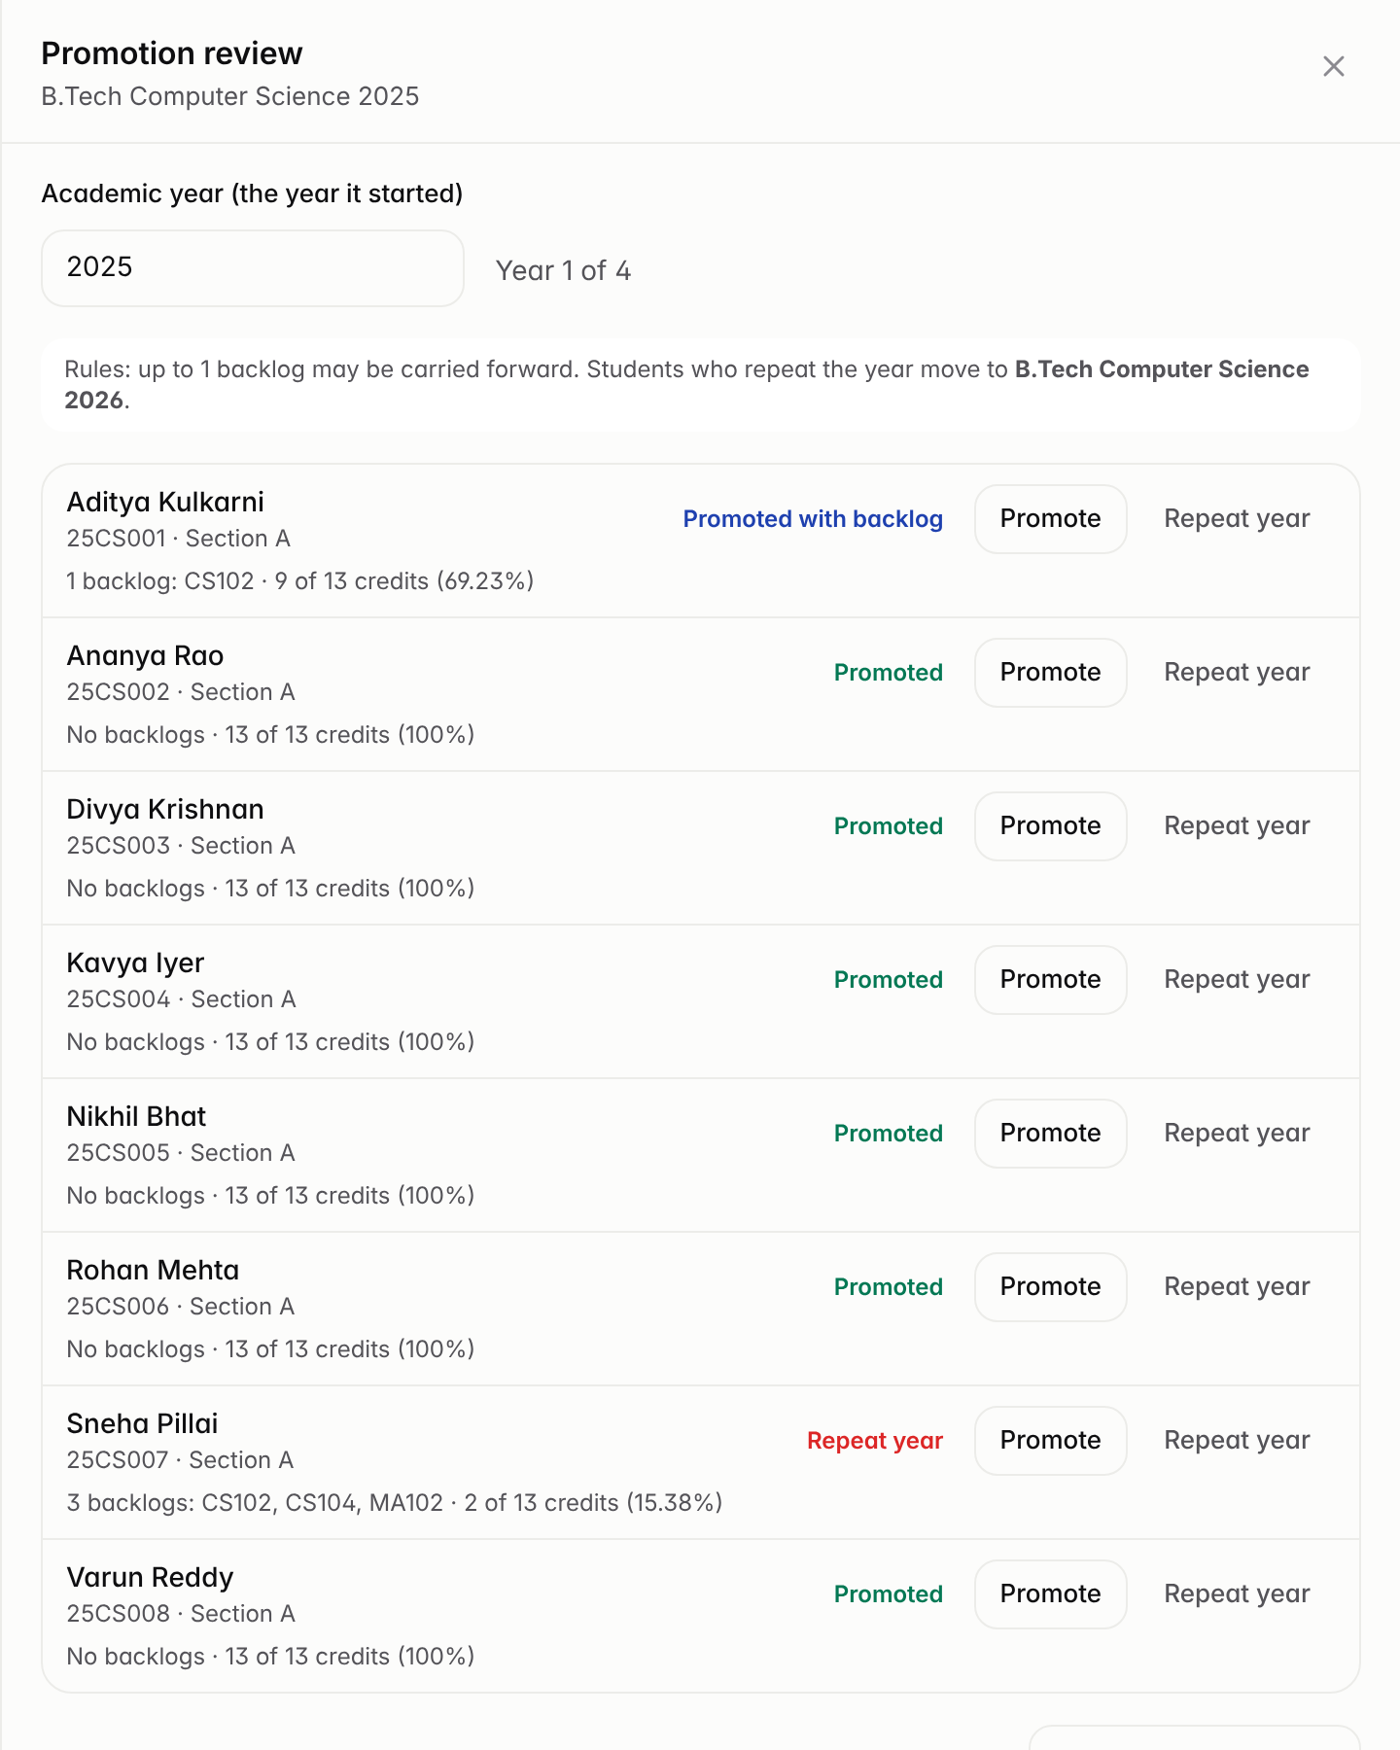 Promotion review
B.Tech Computer Science 2025
Academic year (the year it started)
2025
Year 1 of 4
Rules: up to 1 backlog may be carried forward. Students who repeat the year move to B.Tech Computer Science
2026.
Aditya Kulkarni
25CS001 · Section A
1 backlog: CS102 · 9 of 13 credits (69.23%)
Promoted with backlog
Promote
Repeat year
Ananya Rao
25CS002 · Section A
No backlogs · 13 of 13 credits (100%)
Promoted
Promote
Repeat year
Divya Krishnan
25CS003 · Section A
No backlogs · 13 of 13 credits (100%)
Promoted
Promote
Repeat year
Kavya Iyer
25CS004 · Section A
No backlogs · 13 of 13 credits (100%)
Promoted
Promote
Repeat year
Nikhil Bhat
25CS005 · Section A
No backlogs · 13 of 13 credits (100%)
Promoted
Promote
Repeat year
Rohan Mehta
25CS006 · Section A
No backlogs · 13 of 13 credits (100%)
Promoted
Promote
Repeat year
Sneha Pillai
25CS007 · Section A
3 backlogs: CS102, CS104, MA102 · 2 of 13 credits (15.38%)
Repeat year
Promote
Repeat year
Varun Reddy
25CS008 · Section A
No backlogs · 13 of 13 credits (100%)
Promoted
Promote
Repeat year